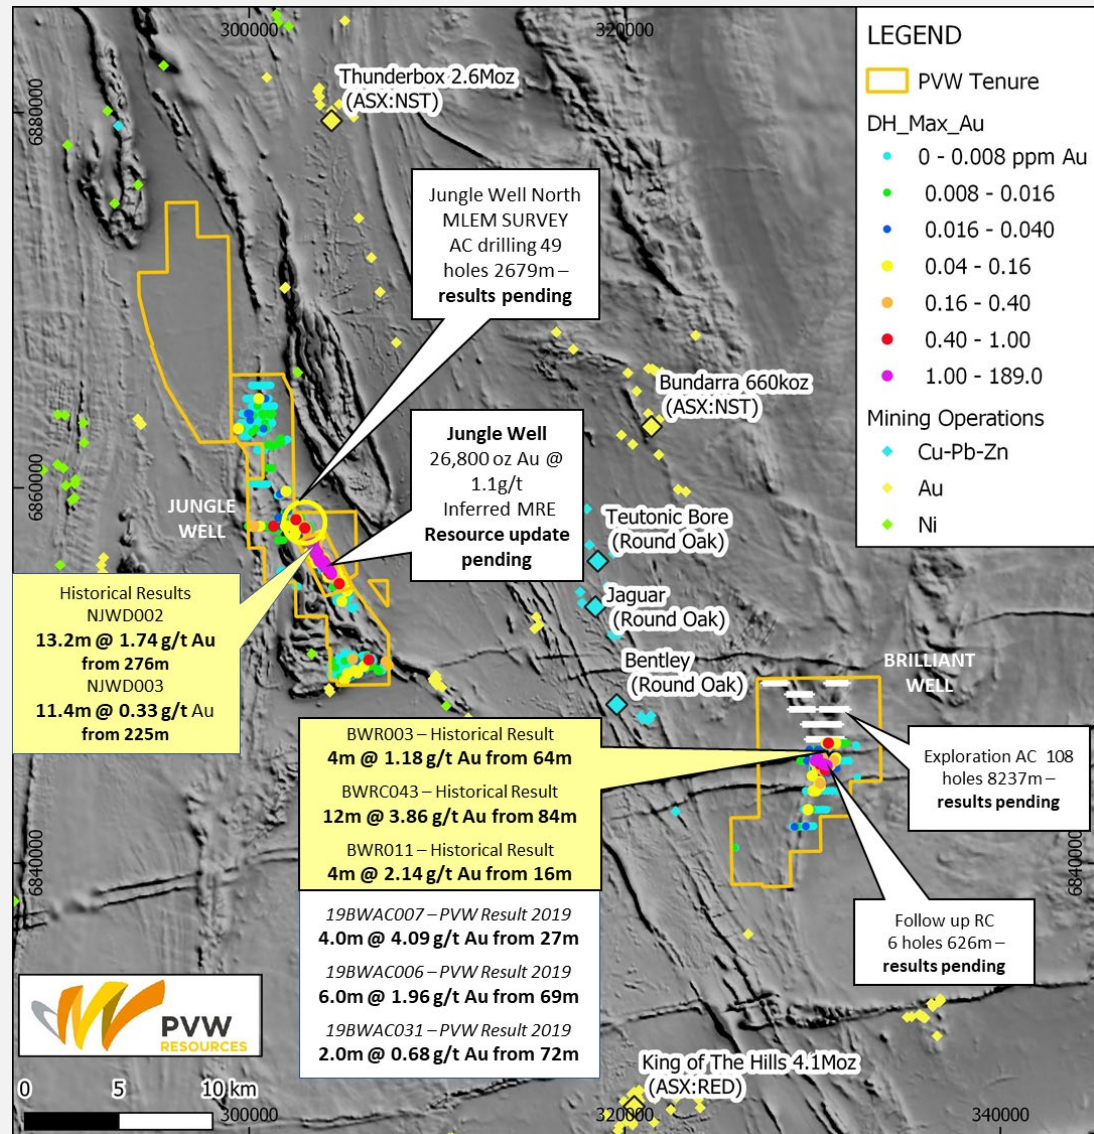 300000
320000
6880000
Thunderbox 2.6Moz
(ASX:NST)
LEGEND
PVW Tenure
DH_Max_Au
0 - 0.008 ppm Au
0.008 - 0.016
0.016 - 0.040
0.04 - 0.16
0.16 - 0.40
0.40 - 1.00
1.00 - 189.0
Mining Operations
Cu-Pb-Zn
Au
Ni
Jungle Well North
MLEM SURVEY
AC drilling 49
holes 2679m –
results pending
Bundarra 660koz
(ASX:NST)
Jungle Well
26,800 oz Au @
1.1g/t
Inferred MRE
Resource update
pending
6860000
JUNGLE
WELL
Teutonic Bore
(Round Oak)
Jaguar
(Round Oak)
Bentley
(Round Oak)
BRILLIANT
WELL
Historical Results
NJWD002
13.2m @ 1.74 g/t Au
from 276m
NJWD003
11.4m @ 0.33 g/t Au
from 225m
BWR003 – Historical Result
4m @ 1.18 g/t Au from 64m
BWRC043 – Historical Result
12m @ 3.86 g/t Au from 84m
BWR011 – Historical Result
4m @ 2.14 g/t Au from 16m
Exploration AC 108
holes 8237m –
results pending
6840000
6840000
19BWAC007 – PVW Result 2019
4.0m @ 4.09 g/t Au from 27m
19BWAC006 – PVW Result 2019
6.0m @ 1.96 g/t Au from 69m
19BWAC031 – PVW Result 2019
2.0m @ 0.68 g/t Au from 72m
Follow up RC
6 holes 626m –
results pending
PVW
RESOURCES
King of The Hills 4.1Moz
(ASX:RED)
0 5 10 km
300000
320000
340000